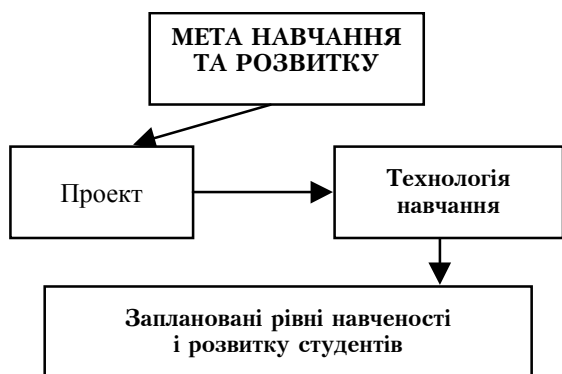 МЕТА НАВЧАННЯ
ТА РОЗВИТКУ
Проект
Технологія
навчання
Заплановані рівні навченості
і розвитку студентів